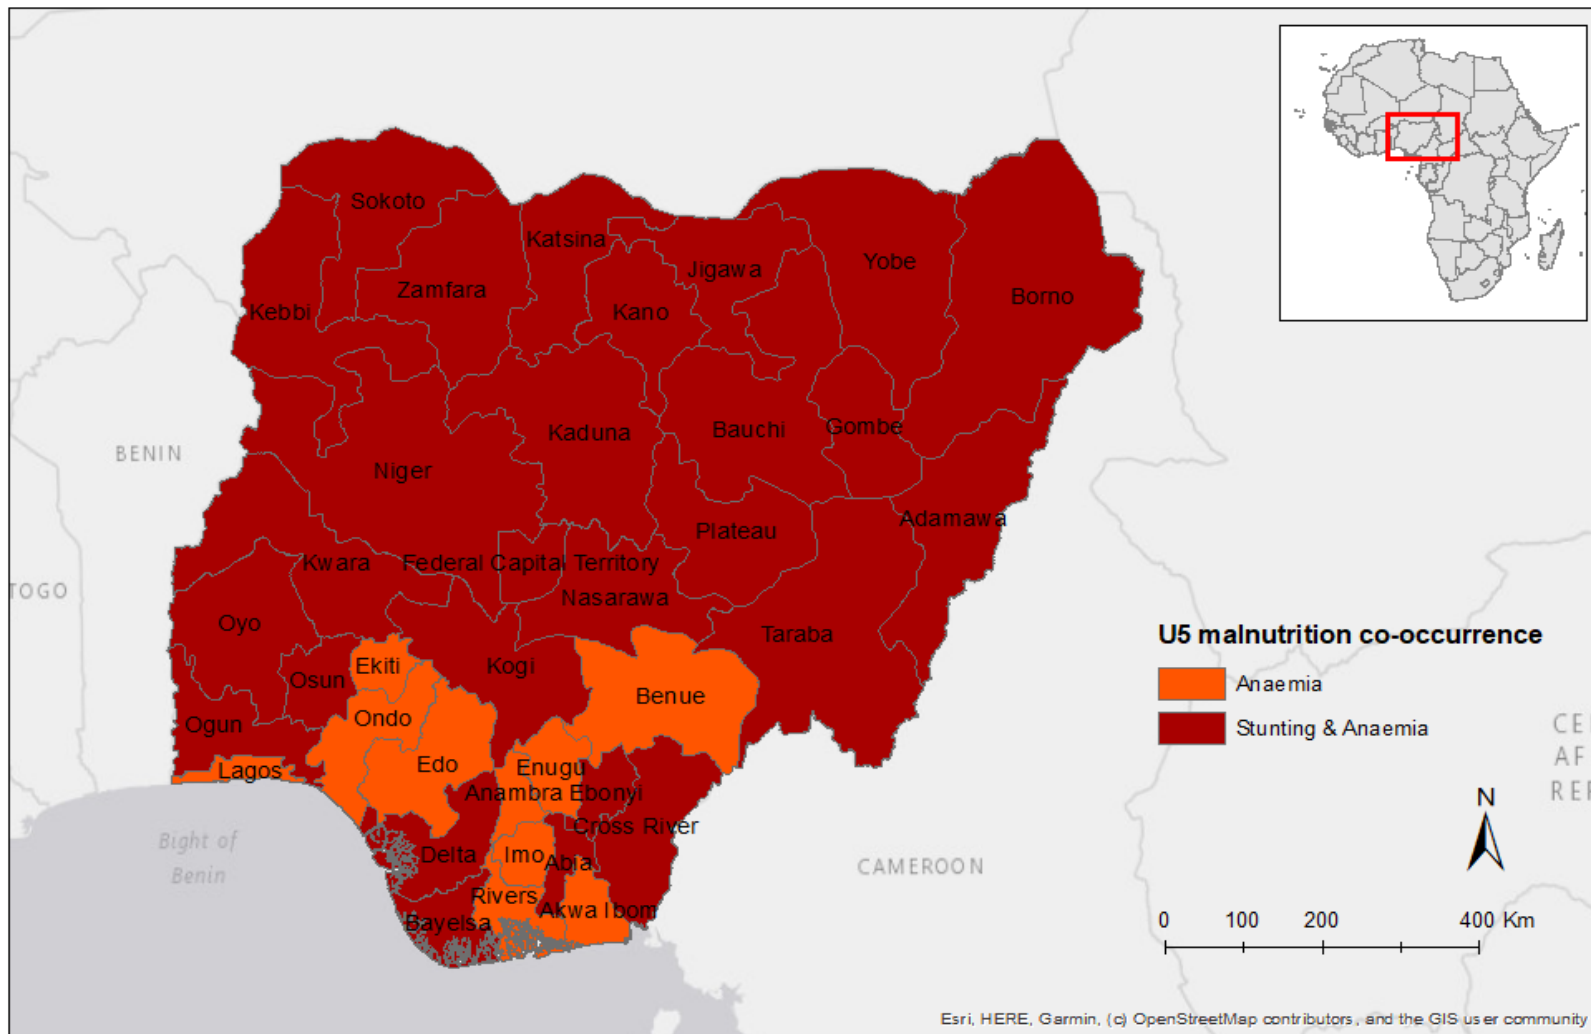 Sokoto
Katsina
Jigawa
Yobe
Zamfara
Borno
Kebbi
Kano
Kaduna
Bauchi
Gombe
BENIN
Niger
Adamawa
Plateau
Kwara
Federal Capital Territory
TOGO
Nasarawa
Oyo
Taraba
U5 malnutrition co-occurrence
Ekiti
Kogi
Osun
Anaemia
Benue
Ondo
Ogun
Stunting & Anaemia
Edo
Enugu
Lagos
Anambra
Ebonyi
Cross River
Bight of
Benin
Delta
Imo
Abia
CAMEROON
N
Rivers
Akwa Ibom
Bayelsa
0 100 200 400 Km
Esri, HERE, Garmin, (c) OpenStreetMap contributors, and the GIS user community